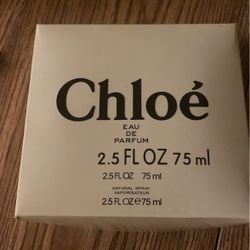 Chloé
EAU
DE
PARFUM
2.5 FL OZ 75 ml
2.5 FL OZ 75 ml
NATURAL SPRAY
VAPORISATEUR
2.5 FL OZ e 75 ml